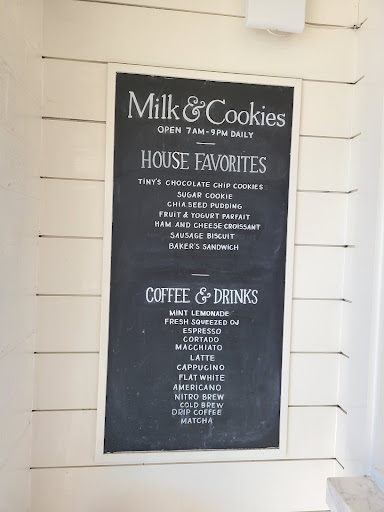 Milk & Cookies
OPEN 7AM-9PM DAILY
HOUSE FAVORITES
TINY'S CHOCOLATE CHIP COOKIES
SUGAR COOKIE
CHIA SEED PUDDING
FRUIT & YOGURT PARFAIT
HAM AND CHEESE CROISSANT
SAUSAGE BISCUIT
BAKER'S SANDWICH
COFFEE & DRINKS
MINT LEMONADE
FRESH SQUEEZED OJ
ESPRESSO
CORTADO
MACCHIATO
LATTE
CAPPUCINO
FLAT WHITE
AMERICANO
NITRO BREW
COLD BREW
DRIP COFFEE
MATCHA